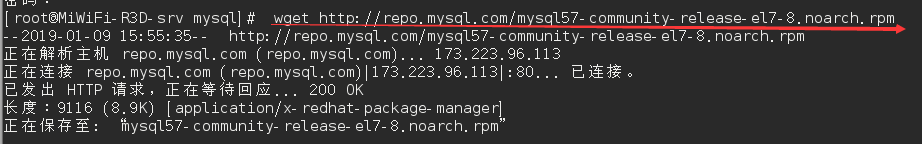 密码：
[root@MiWiFi-R3D-srv mysql]# wget http://repo.mysql.com/mysql57-community-release-el7-8.noarch.rpm
--2019-01-09 15:55:35-- http://repo.mysql.com/mysql57-community-release-el7-8.noarch.rpm
正在解析主机 repo.mysql.com (repo.mysql.com)... 173.223.96.113
正在连接 repo.mysql.com (repo.mysql.com)|173.223.96.113|:80... 已连接。
已发出 HTTP 请求，正在等待回应... 200 OK
长度：9116 (8.9K) [application/x-redhat-package-manager]
正在保存至: “mysql57-community-release-el7-8.noarch.rpm”